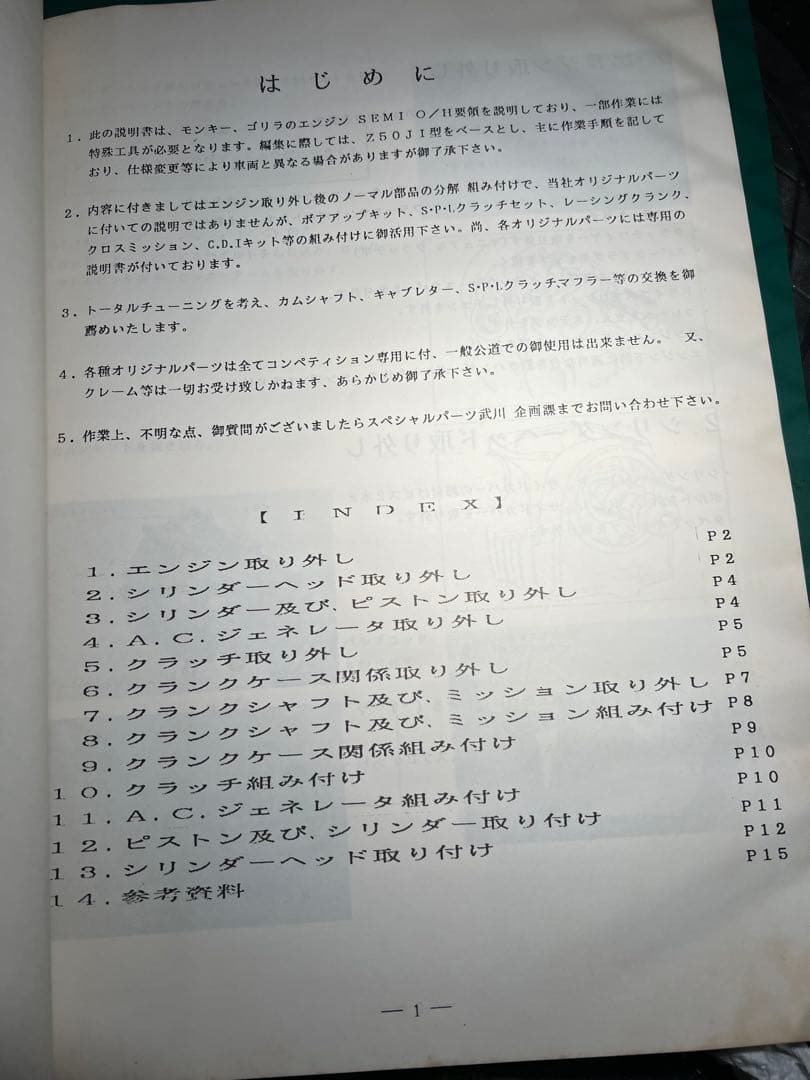 はじめに
1．此の説明書は、モンキー、ゴリラのエンジン SEMI O／H要領を説明しており、一部作業には
特殊工具が必要となります。編集に際しては、Z50JI型をベースとし、主に作業手順を記して
おり、仕様変更等により車両と異なる場合がありますが御了承下さい。
2．内容に付きましてはエンジン取り外し後のノーマル部品の分解 組み付けで、当社オリジナルパーツ
に付いての説明ではありませんが、ボアアップキット、S・P・Lクラッチセット、レーシングクランク、
クロスミッション、C.D.Iキット等の組み付けに御活用下さい。尚、各オリジナルパーツには専用の
説明書が付いております。
3．トータルチューニングを考え、カムシャフト、キャブレター、S・P・Lクラッチ,マフラー等の交換を御
薦めいたします。
4．各種オリジナルパーツは全てコンペティション専用に付、一般公道での御使用は出来ません。 又、
クレーム等は一切お受け致しかねます、あらかじめ御了承下さい。
5．作業上、不明な点、御質問がございましたらスペシャルパーツ武川 企画課までお問い合わせ下さい。
【INDEX】
1．エンジン取り外し P2
2．シリンダーヘッド取り外し P2
3．シリンダー及び、ピストン取り外し P4
4．A．C．ジェネレータ取り外し P4
5．クラッチ取り外し P5
6．クランクケース関係取り外し P5
7．クランクシャフト及び、ミッション取り外し P7
8．クランクシャフト及び、ミッション組み付け P8
9．クランクケース関係組み付け P9
10．クラッチ組み付け P10
11．A．C．ジェネレータ組み付け P10
12．ピストン及び、シリンダー取り付け P11
13．シリンダーヘッド取り付け P12
14．参考資料 P15
— 1 —